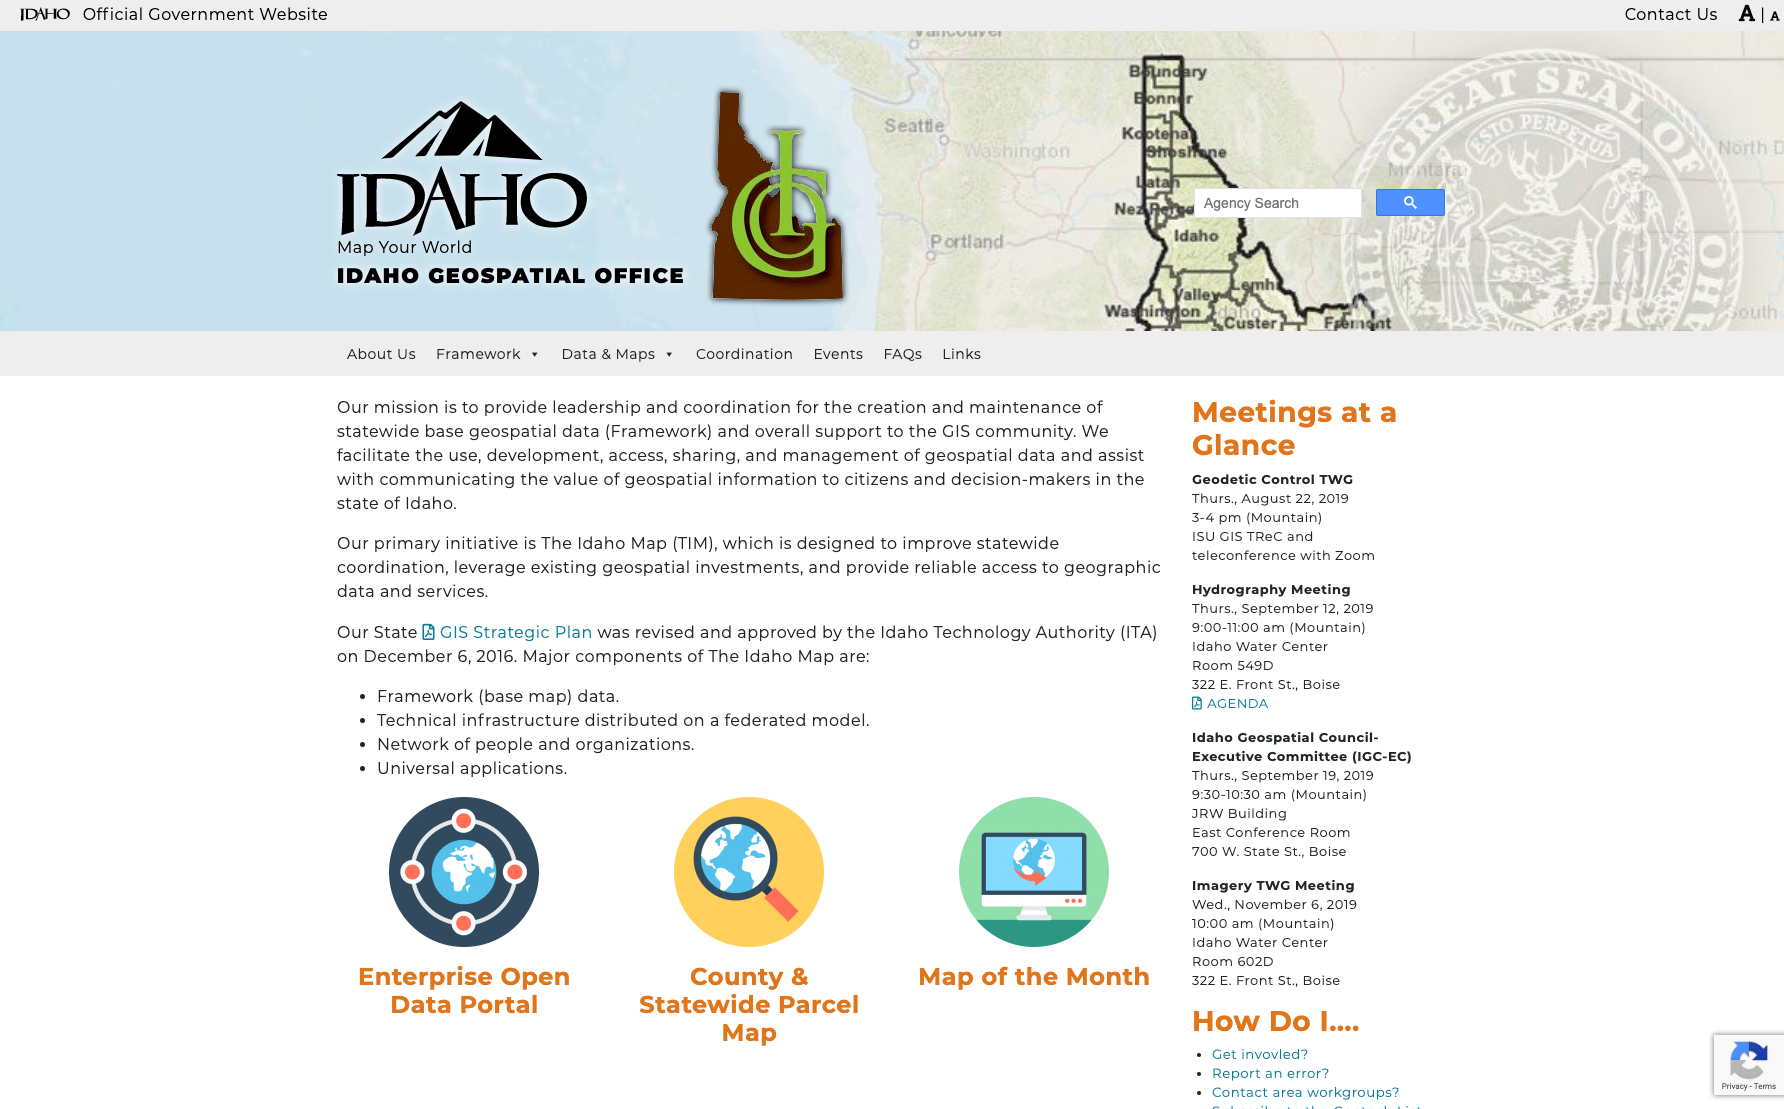 IDAHO Official Government Website
Contact Us A | A
Vancouver
Boundary
Bonner
Kootenai
Shoshone
Seattle
Washington
Montana
North D
Latah
Nez Perce
Portland
Idaho
Lemhi
Valley
Washington
Idaho
Custer
Fremont
South
GREAT SEAL OF
ESTO PERPETUA
IDAHO
Map Your World
IDAHO GEOSPATIAL OFFICE
IGO
Agency Search
About Us Framework Data & Maps Coordination Events FAQs Links
Our mission is to provide leadership and coordination for the creation and maintenance of
statewide base geospatial data (Framework) and overall support to the GIS community. We
facilitate the use, development, access, sharing, and management of geospatial data and assist
with communicating the value of geospatial information to citizens and decision-makers in the
state of Idaho.
Our primary initiative is The Idaho Map (TIM), which is designed to improve statewide
coordination, leverage existing geospatial investments, and provide reliable access to geographic
data and services.
Our State GIS Strategic Plan was revised and approved by the Idaho Technology Authority (ITA)
on December 6, 2016. Major components of The Idaho Map are:
• Framework (base map) data.
• Technical infrastructure distributed on a federated model.
• Network of people and organizations.
• Universal applications.
Enterprise Open
Data Portal
County &
Statewide Parcel
Map
Map of the Month
Meetings at a
Glance
Geodetic Control TWG
Thurs., August 22, 2019
3-4 pm (Mountain)
ISU GIS TReC and
teleconference with Zoom
Hydrography Meeting
Thurs., September 12, 2019
9:00-11:00 am (Mountain)
Idaho Water Center
Room 549D
322 E. Front St., Boise
AGENDA
Idaho Geospatial Council-
Executive Committee (IGC-EC)
Thurs., September 19, 2019
9:30-10:30 am (Mountain)
JRW Building
East Conference Room
700 W. State St., Boise
Imagery TWG Meeting
Wed., November 6, 2019
10:00 am (Mountain)
Idaho Water Center
Room 602D
322 E. Front St., Boise
How Do I....
• Get invovled?
• Report an error?
• Contact area workgroups?
Privacy - Terms